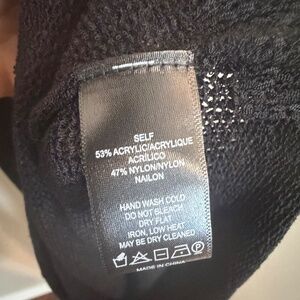 SELF
53% ACRYLIC/ACRYLIQUE
ACRÍLICO
47% NYLON/NYLON
NAILON
HAND WASH COLD
DO NOT BLEACH
DRY FLAT
IRON, LOW HEAT
MAY BE DRY CLEANED
P
MADE IN CHINA